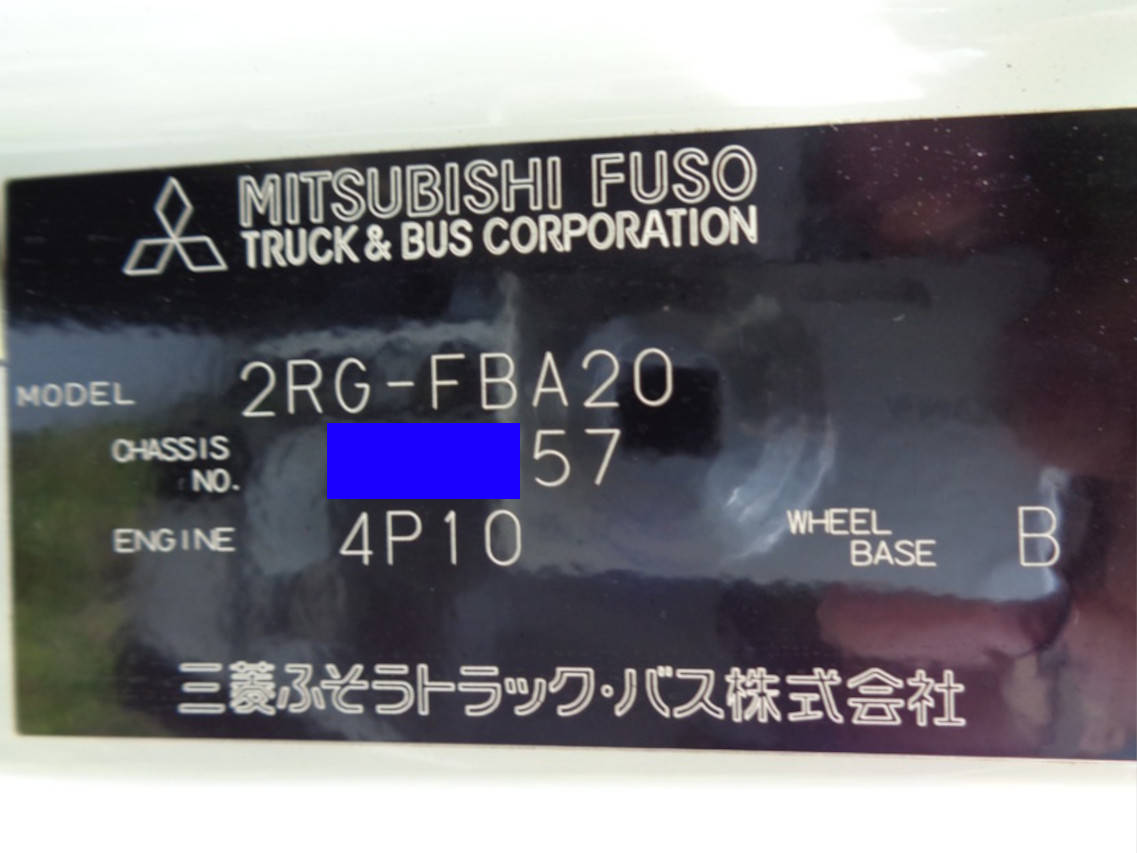 MITSUBISHI FUSO
TRUCK & BUS CORPORATION
MODEL 2RG-FBA20
CHASSIS NO. 57
ENGINE 4P10 WHEEL BASE B
三菱ふそうトラック・バス株式会社